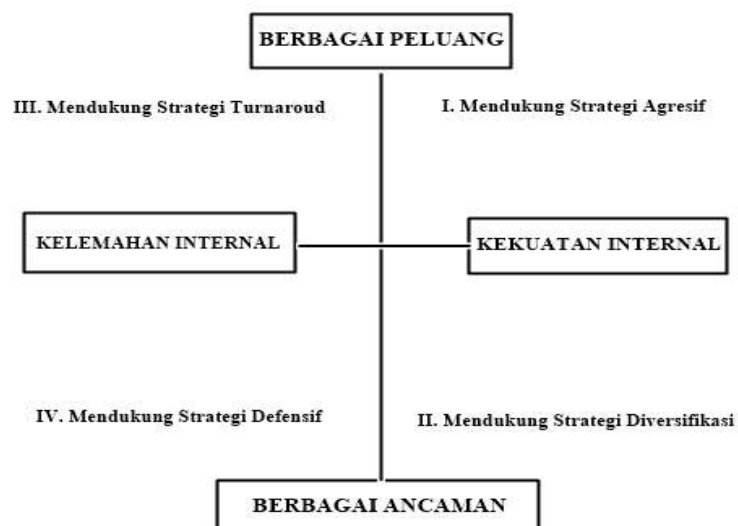 BERBAGAI PELUANG
III. Mendukung Strategi Turnaroud
I. Mendukung Strategi Agresif
KELEMAHAN INTERNAL
KEKUATAN INTERNAL
IV. Mendukung Strategi Defensif
II. Mendukung Strategi Diversifikasi
BERBAGAI ANCAMAN